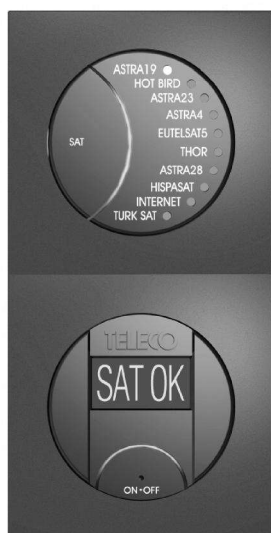 ASTRA19
HOT BIRD
ASTRA23
ASTRA4
EUTELSAT5
THOR
ASTRA28
HISPASAT
INTERNET
TURK SAT
SAT
TELECO
SAT OK
ON•OFF